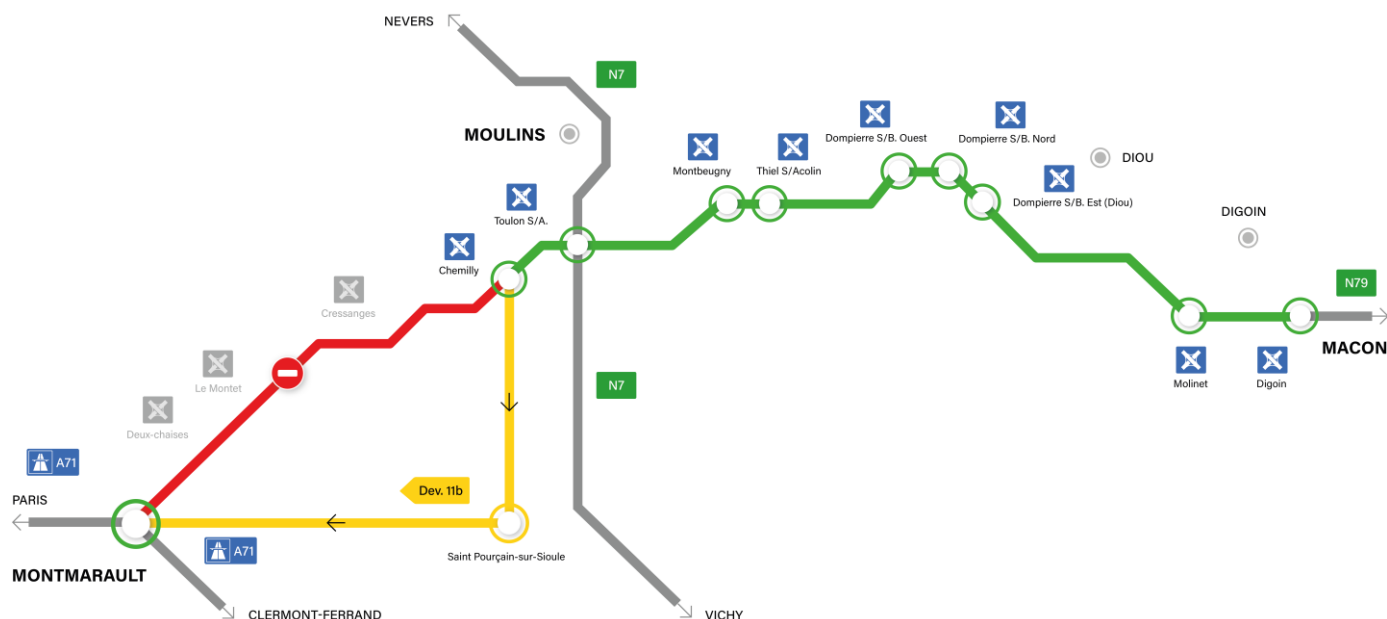 NEVERS
N7
MOULINS
Dompierre S/B. Ouest
Dompierre S/B. Nord
Montbeugny
Thiel S/Acolin
DIOU
Dompierre S/B. Est (Diou)
Toulon S/A.
DIGOIN
Chemilly
N79
Cressanges
MACON
Le Montet
Molinet
Digoin
N7
Deux-chaises
A71
Dev. 11b
PARIS
A71
Saint Pourçain-sur-Sioule
MONTMARAULT
CLERMONT-FERRAND
VICHY